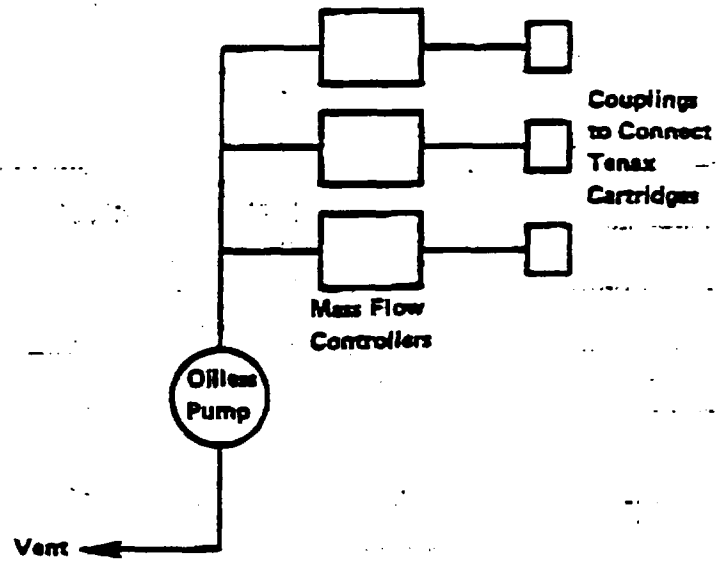 Couplings
to Connect
Tenax
Cartridges
Mass Flow
Controllers
Oilless
Pump
Vent